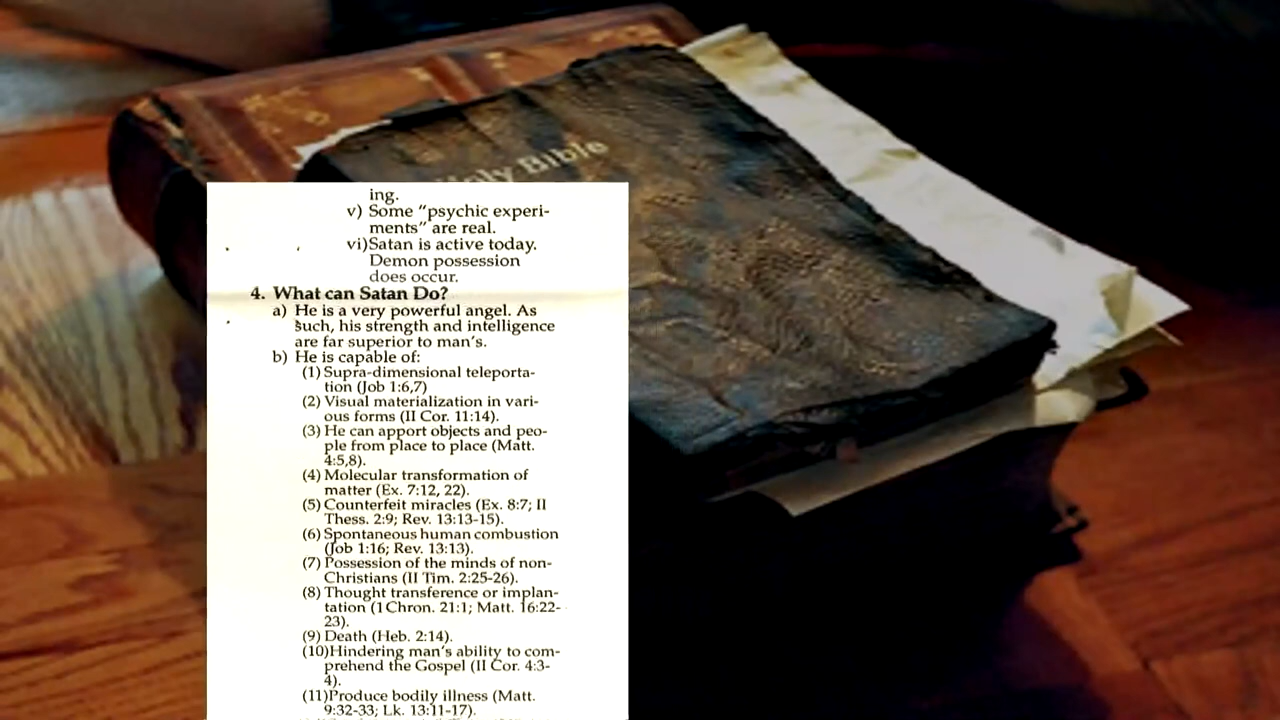 Holy Bible
ing.
v) Some “psychic experi-
ments” are real.
vi)Satan is active today.
Demon possession
does occur.
4. What can Satan Do?
a) He is a very powerful angel. As
such, his strength and intelligence
are far superior to man's.
b) He is capable of:
(1) Supra-dimensional teleporta-
tion (Job 1:6,7)
(2) Visual materialization in vari-
ous forms (II Cor. 11:14).
(3) He can apport objects and peo-
ple from place to place (Matt.
4:5,8).
(4) Molecular transformation of
matter (Ex. 7:12, 22).
(5) Counterfeit miracles (Ex. 8:7; II
Thess. 2:9; Rev. 13:13-15).
(6) Spontaneous human combustion
(Job 1:16; Rev. 13:13).
(7) Possession of the minds of non-
Christians (II Tim. 2:25-26).
(8) Thought transference or implan-
tation (1 Chron. 21:1; Matt. 16:22-
23).
(9) Death (Heb. 2:14).
(10)Hindering man's ability to com-
prehend the Gospel (II Cor. 4:3-
4).
(11)Produce bodily illness (Matt.
9:32-33; Lk. 13:11-17).